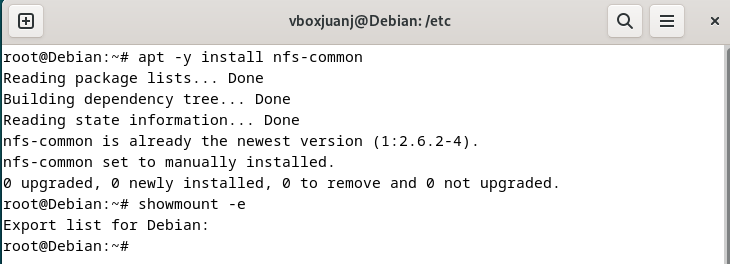 vboxjuanj@Debian: /etc
root@Debian:~# apt -y install nfs-common
Reading package lists... Done
Building dependency tree... Done
Reading state information... Done
nfs-common is already the newest version (1:2.6.2-4).
nfs-common set to manually installed.
0 upgraded, 0 newly installed, 0 to remove and 0 not upgraded.
root@Debian:~# showmount -e
Export list for Debian:
root@Debian:~#